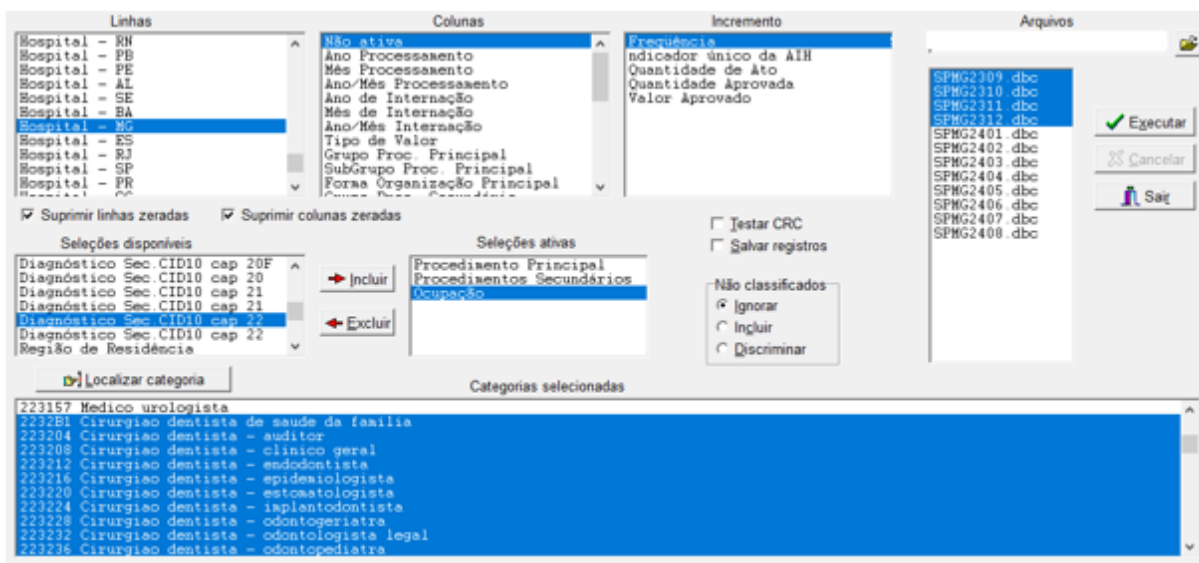 Linhas
Hospital - RN
Hospital - PB
Hospital - PE
Hospital - AL
Hospital - SE
Hospital - BA
Hospital - MG
Hospital - ES
Hospital - RJ
Hospital - SP
Hospital - PR
Colunas
Não ativa
Ano Processamento
Mês Processamento
Ano/Mês Processamento
Ano de Internação
Mês de Internação
Ano/Mês Internação
Tipo de Valor
Grupo Proc. Principal
SubGrupo Proc. Principal
Forma Organização Principal
Incremento
Freqüência
ndicador único da AIH
Quantidade de Ato
Quantidade Aprovada
Valor Aprovado
Arquivos
SPMG2309.dbc
SPMG2310.dbc
SPMG2311.dbc
SPMG2312.dbc
SPMG2401.dbc
SPMG2402.dbc
SPMG2403.dbc
SPMG2404.dbc
SPMG2405.dbc
SPMG2406.dbc
SPMG2407.dbc
SPMG2408.dbc
Executar
Cancelar
Sair
Suprimir linhas zeradas
Suprimir colunas zeradas
Testar CRC
Salvar registros
Seleções disponíveis
Diagnóstico Sec.CID10 cap 20F
Diagnóstico Sec.CID10 cap 20
Diagnóstico Sec.CID10 cap 21
Diagnóstico Sec.CID10 cap 21
Diagnóstico Sec.CID10 cap 22
Diagnóstico Sec.CID10 cap 22
Região de Residência
Incluir
Excluir
Seleções ativas
Procedimento Principal
Procedimentos Secundários
Ocupação
Não classificados
Ignorar
Incluir
Discriminar
Localizar categoria
Categorias selecionadas
223157 Medico urologista
2232B1 Cirurgiao dentista de saude da familia
223204 Cirurgiao dentista - auditor
223208 Cirurgiao dentista - clinico geral
223212 Cirurgiao dentista - endodontista
223216 Cirurgiao dentista - epidemiologista
223220 Cirurgiao dentista - estomatologista
223224 Cirurgiao dentista - implantodontista
223228 Cirurgiao dentista - odontogeriatra
223232 Cirurgiao dentista - odontologista legal
223236 Cirurgiao dentista - odontopediatra